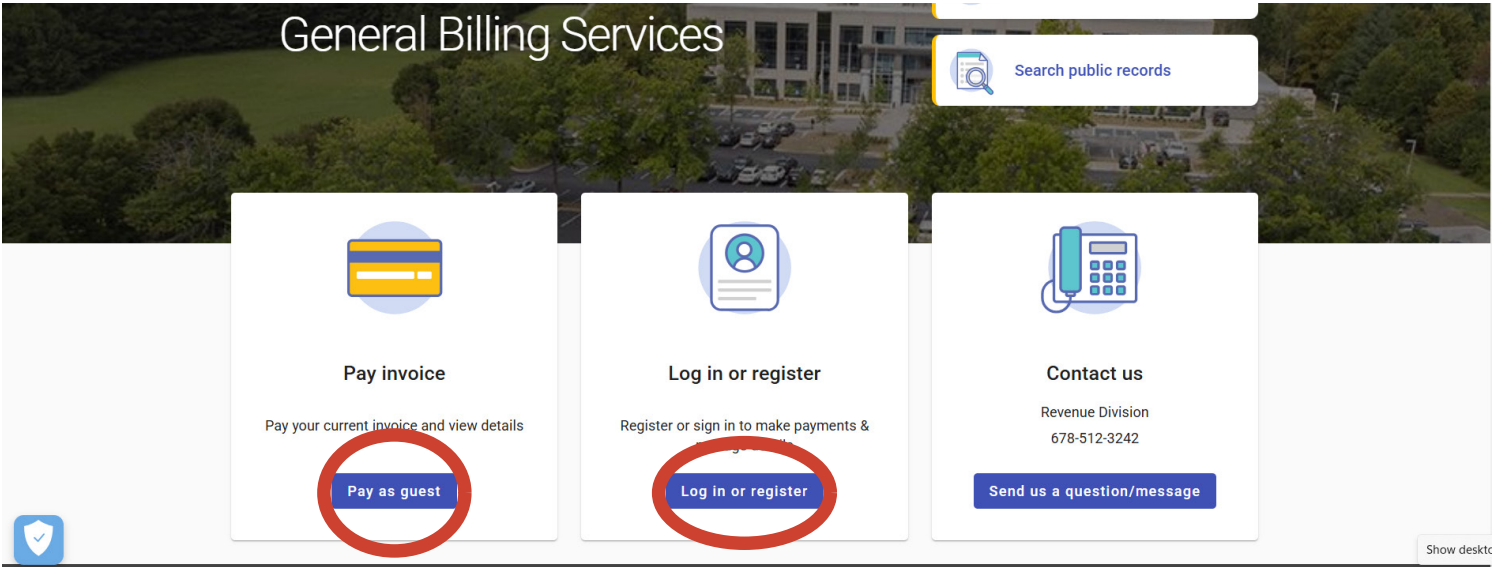 General Billing Services
Search public records
Pay invoice
Pay your current invoice and view details
Pay as guest
Log in or register
Register or sign in to make payments &
Log in or register
Contact us
Revenue Division
678-512-3242
Send us a question/message
Show